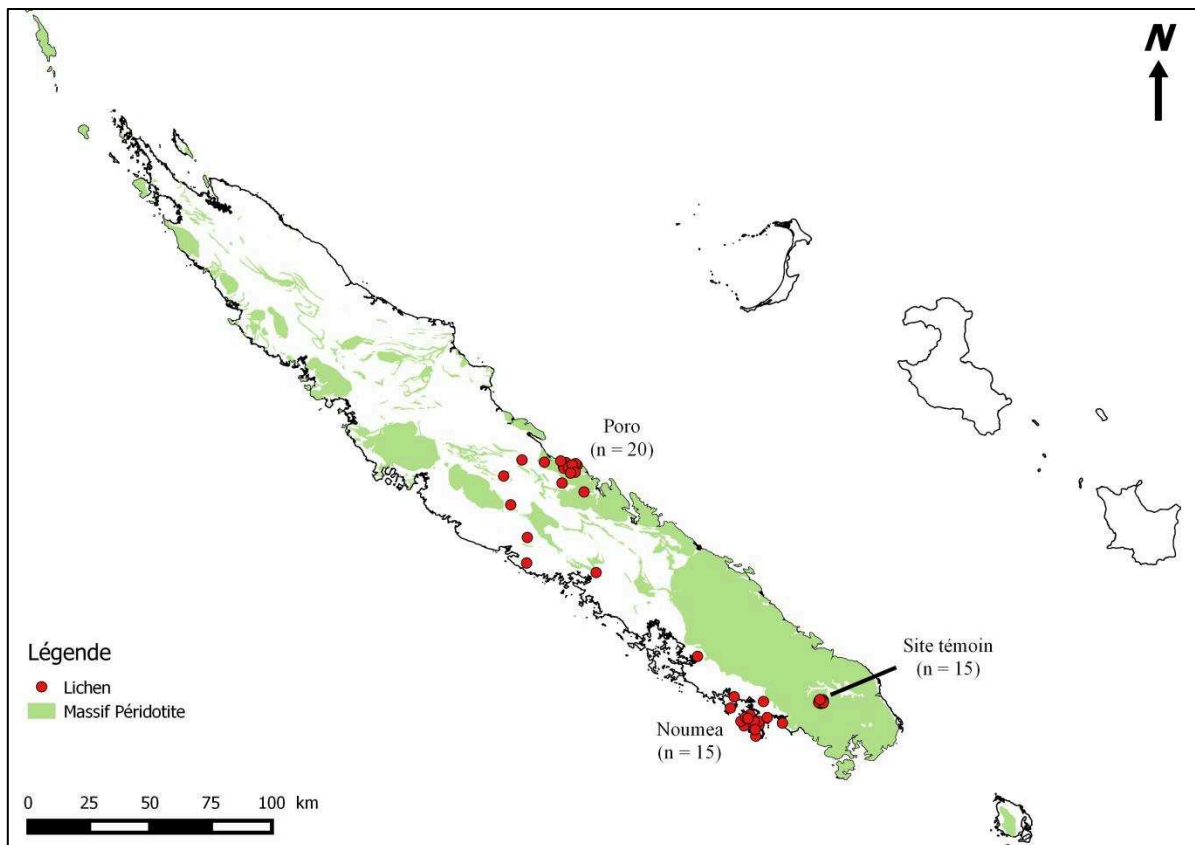 N
Poro
(n = 20)
Site témoin
(n = 15)
Noumea
(n = 15)
Légende
Lichen
Massif Péridotite
0 25 50 75 100 km